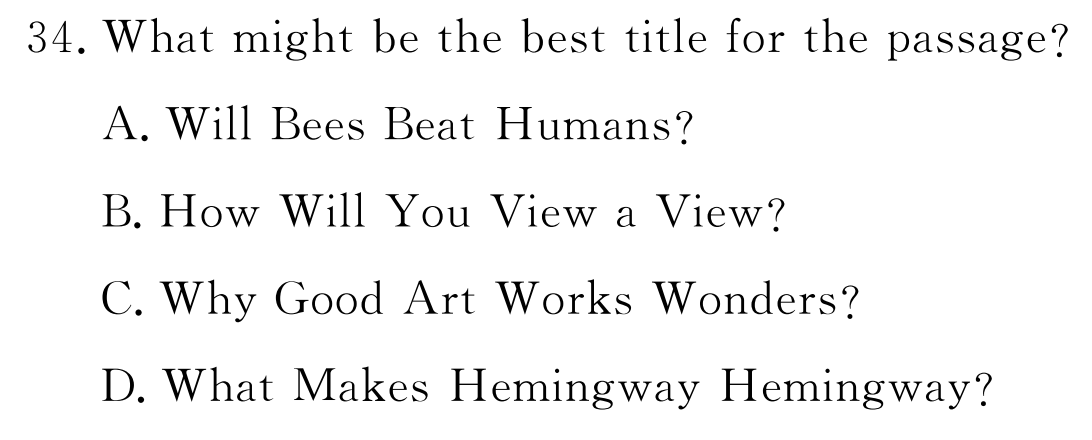 34. What might be the best title for the passage?
A. Will Bees Beat Humans?
B. How Will You View a View?
C. Why Good Art Works Wonders?
D. What Makes Hemingway Hemingway?